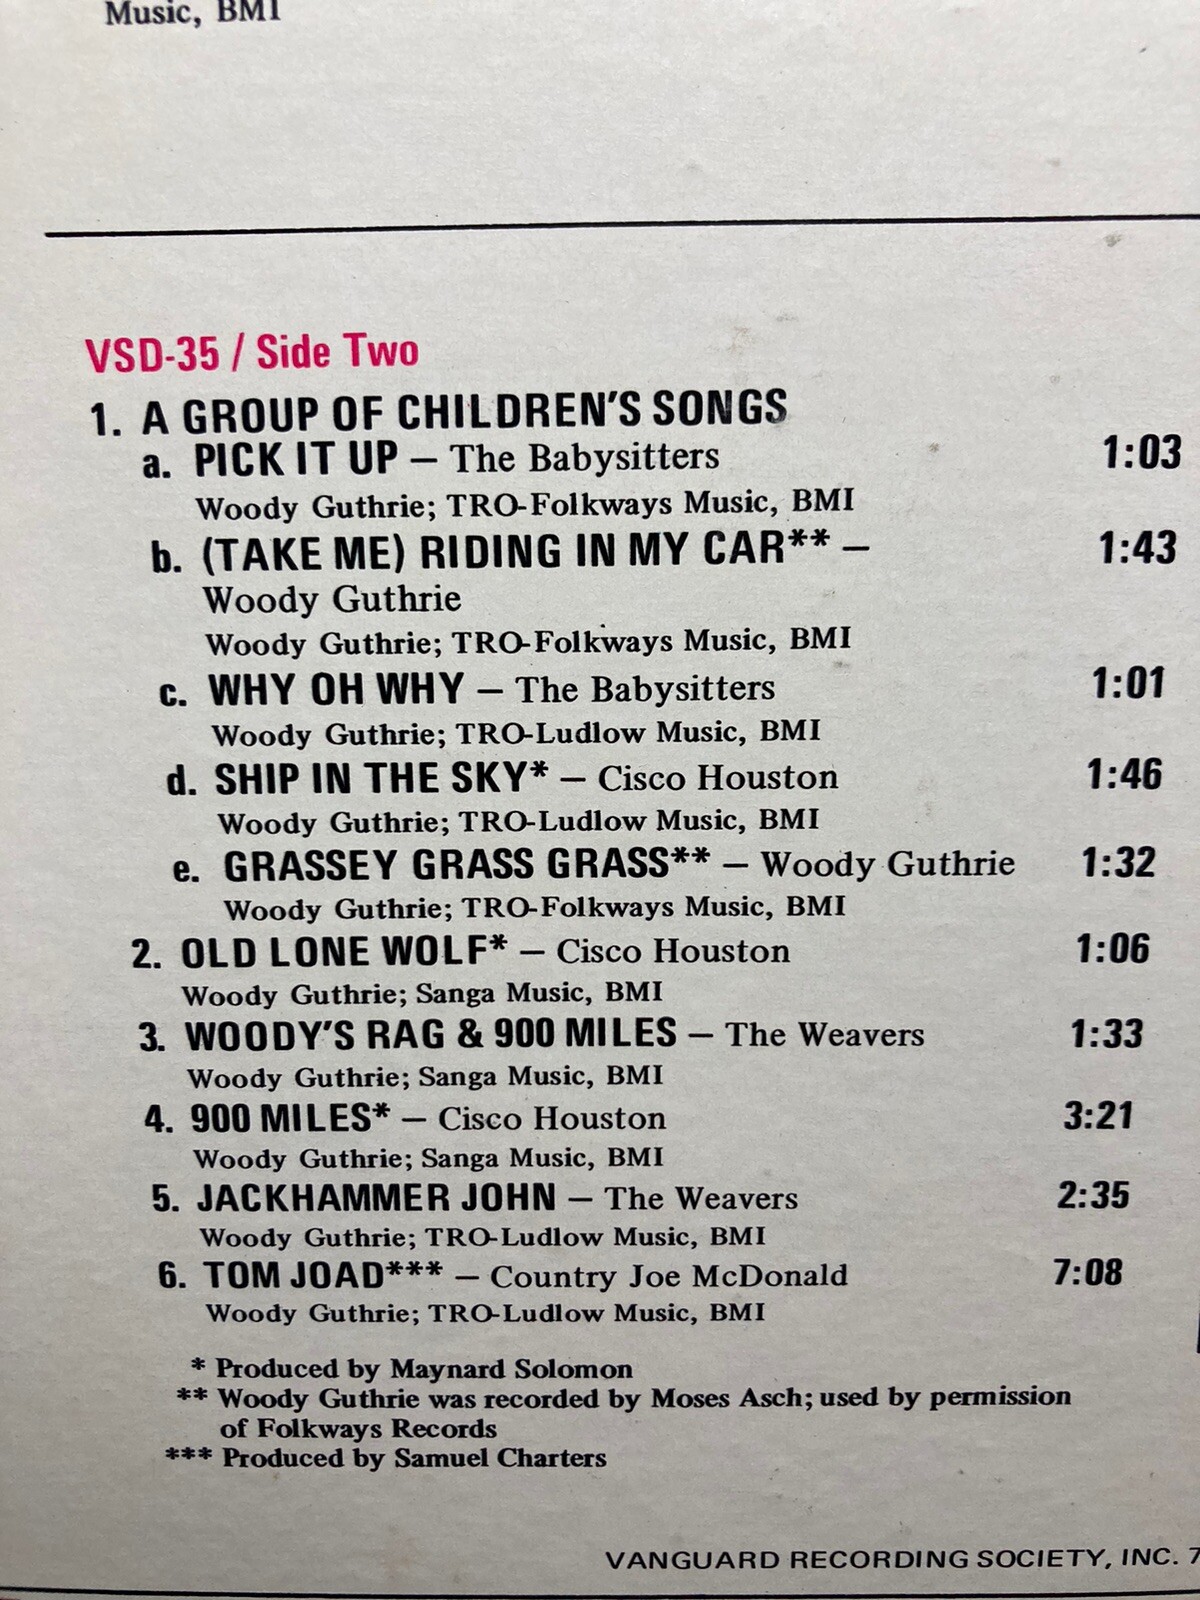 Music, BMI
VSD-35 / Side Two
1. A GROUP OF CHILDREN'S SONGS
a. PICK IT UP — The Babysitters 1:03
Woody Guthrie; TRO-Folkways Music, BMI
b. (TAKE ME) RIDING IN MY CAR** — 1:43
Woody Guthrie
Woody Guthrie; TRO-Folkways Music, BMI
c. WHY OH WHY — The Babysitters 1:01
Woody Guthrie; TRO-Ludlow Music, BMI
d. SHIP IN THE SKY* — Cisco Houston 1:46
Woody Guthrie; TRO-Ludlow Music, BMI
e. GRASSEY GRASS GRASS** — Woody Guthrie 1:32
Woody Guthrie; TRO-Folkways Music, BMI
2. OLD LONE WOLF* — Cisco Houston 1:06
Woody Guthrie; Sanga Music, BMI
3. WOODY'S RAG & 900 MILES — The Weavers 1:33
Woody Guthrie; Sanga Music, BMI
4. 900 MILES* — Cisco Houston 3:21
Woody Guthrie; Sanga Music, BMI
5. JACKHAMMER JOHN — The Weavers 2:35
Woody Guthrie; TRO-Ludlow Music, BMI
6. TOM JOAD*** — Country Joe McDonald 7:08
Woody Guthrie; TRO-Ludlow Music, BMI
* Produced by Maynard Solomon
** Woody Guthrie was recorded by Moses Asch; used by permission
of Folkways Records
*** Produced by Samuel Charters
VANGUARD RECORDING SOCIETY, INC. 7